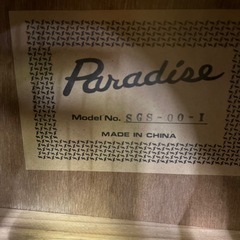 Paradise
Model No. SGS-00-I
MADE IN CHINA